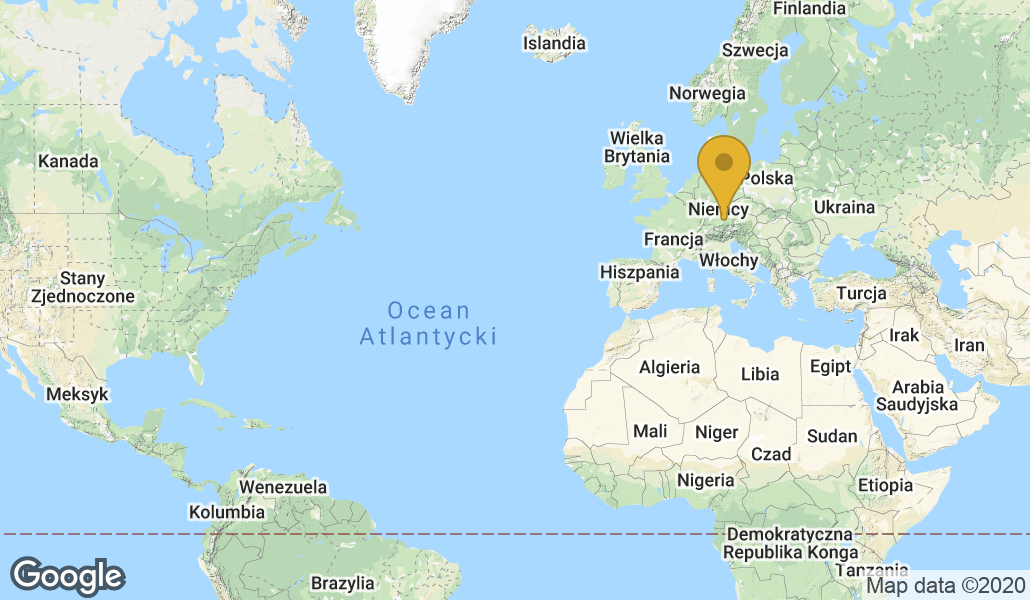 Finlandia
Islandia
Szwecja
Norwegia
Wielka
Brytania
Kanada
Polska
Niemcy
Ukraina
Francja
Włochy
Hiszpania
Stany
Zjednoczone
Turcja
Ocean
Atlantycki
Irak
Iran
Algieria
Libia
Egipt
Arabia
Saudyjska
Meksyk
Mali
Niger
Sudan
Czad
Nigeria
Etiopia
Wenezuela
Kolumbia
Demokratyczna
Republika Konga
Tanzania
Brazylia
Google
Map data ©2020